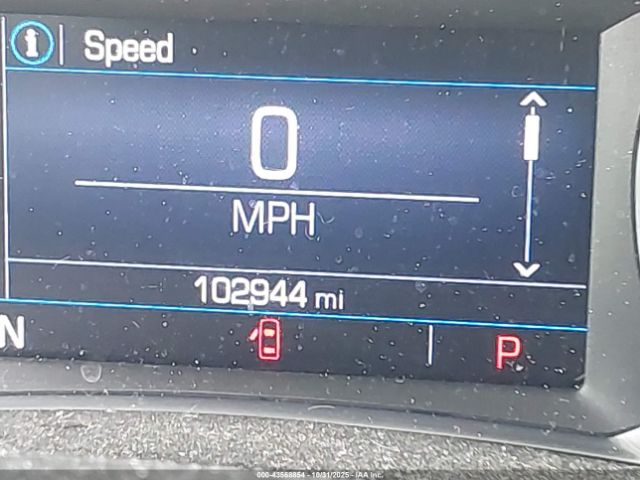 i Speed
0
MPH
102944 mi
N P
000-43568854 - 10/31/2025 - IAA Inc.